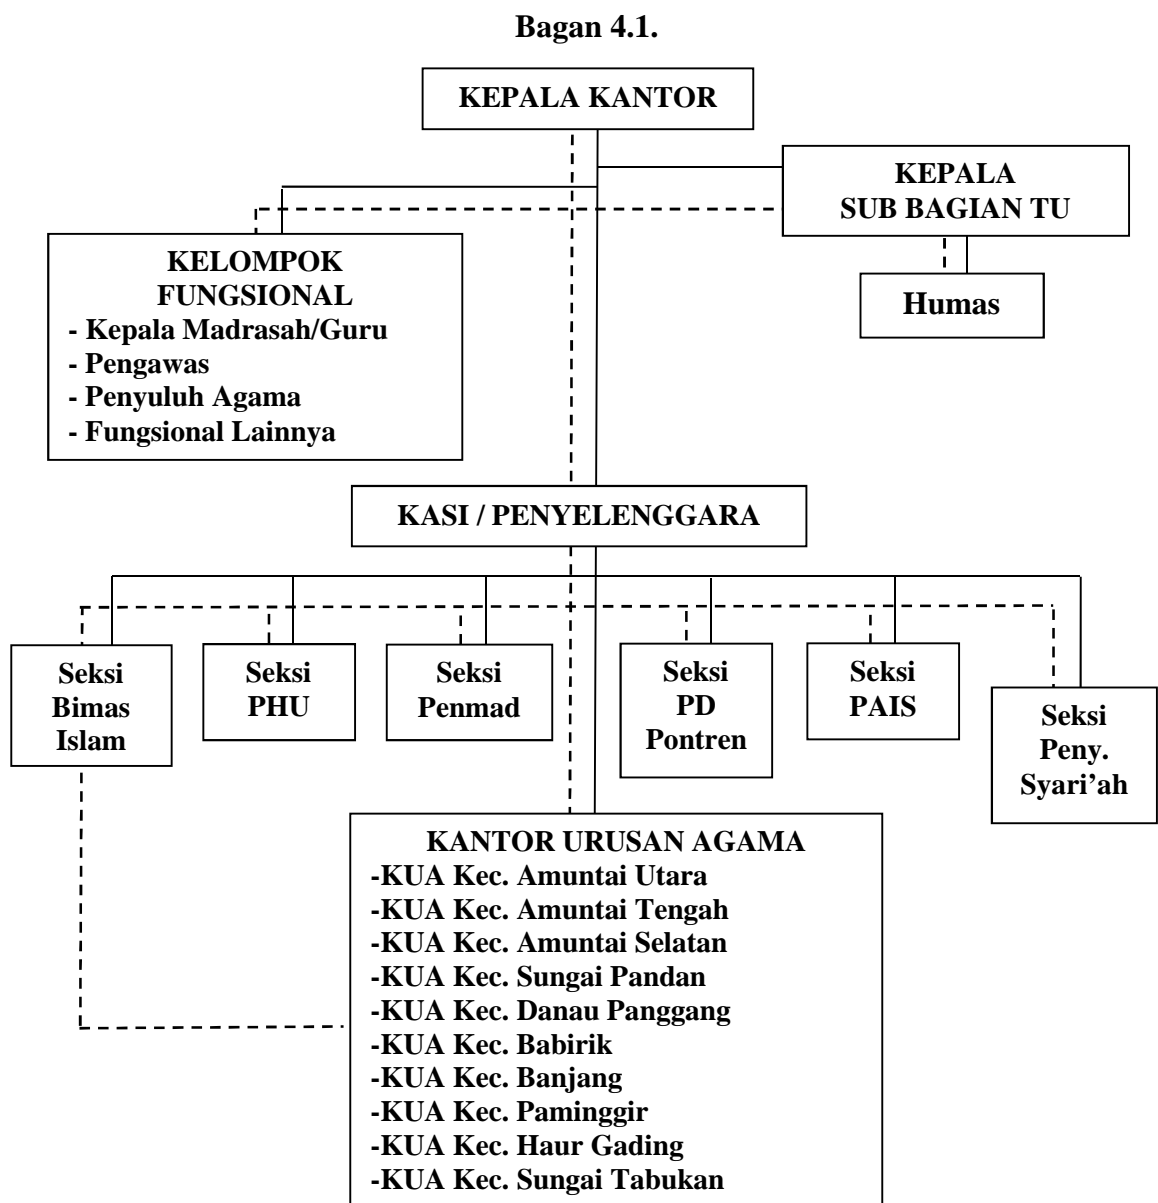 Bagan 4.1.
KEPALA KANTOR
KEPALA
SUB BAGIAN TU
Humas
KELOMPOK
FUNGSIONAL
- Kepala Madrasah/Guru
- Pengawas
- Penyuluh Agama
- Fungsional Lainnya
KASI / PENYELENGGARA
Seksi
Bimas
Islam
Seksi
PHU
Seksi
Penmad
Seksi
PD
Pontren
Seksi
PAIS
Seksi
Peny.
Syari’ah
KANTOR URUSAN AGAMA
-KUA Kec. Amuntai Utara
-KUA Kec. Amuntai Tengah
-KUA Kec. Amuntai Selatan
-KUA Kec. Sungai Pandan
-KUA Kec. Danau Panggang
-KUA Kec. Babirik
-KUA Kec. Banjang
-KUA Kec. Paminggir
-KUA Kec. Haur Gading
-KUA Kec. Sungai Tabukan